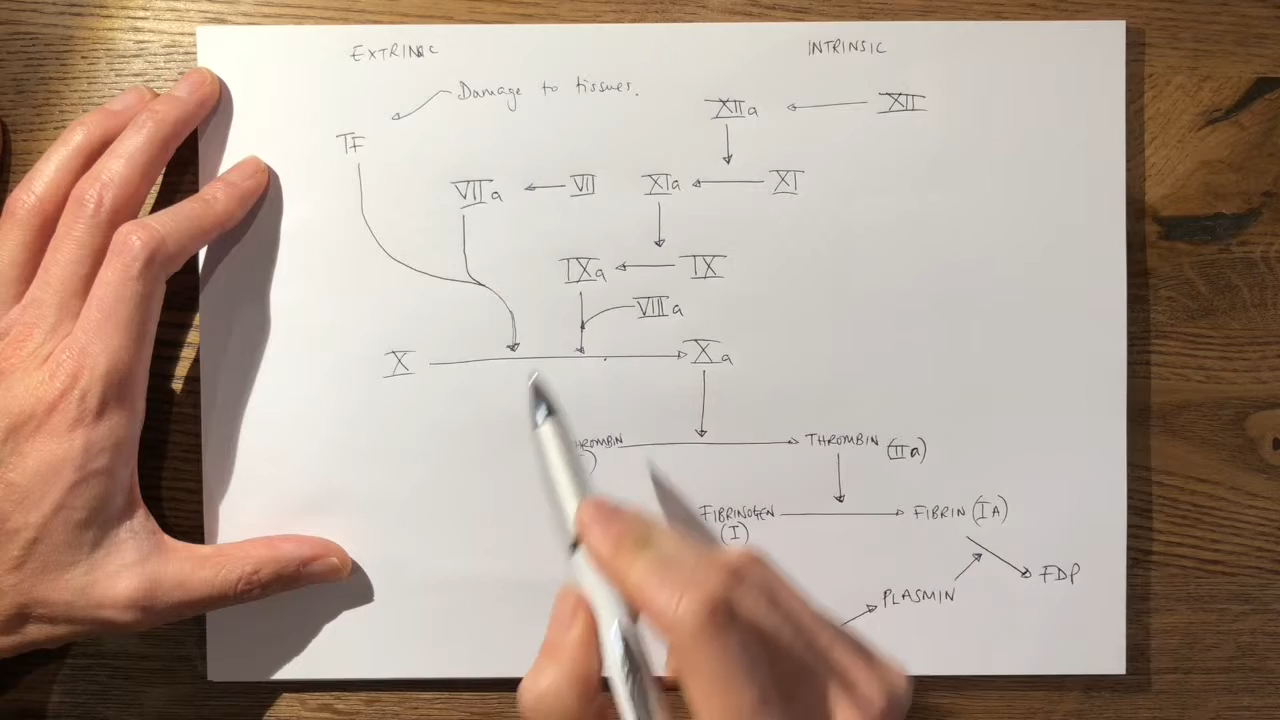 EXTRINSIC
INTRINSIC
Damage to tissues.
XIIa
XII
TF
VIIa
VII
XIa
XI
IXa
IX
VIIIa
X
Xa
THROMBIN
THROMBIN (IIa)
FIBRINOGEN
(I)
FIBRIN (IA)
FDP
PLASMIN